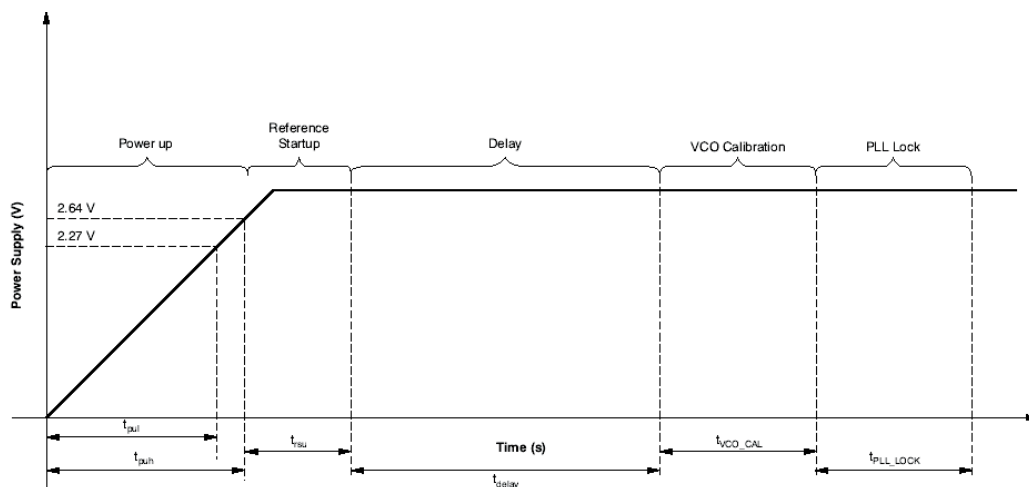 Power up
Reference
Startup
Delay
VCO Calibration
PLL Lock
Power Supply (V)
2.64 V
2.27 V
tpul
tpuh
trsu
Time (s)
tdelay
tVCO_CAL
tPLL_LOCK